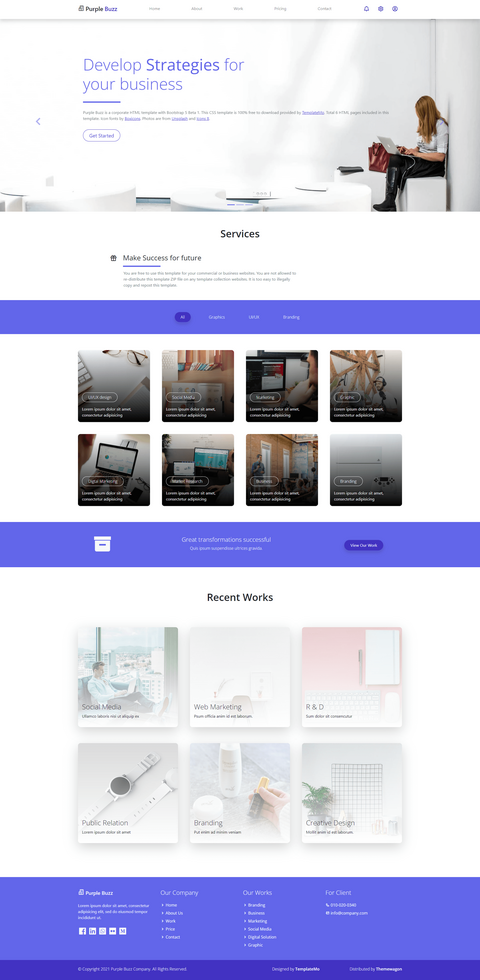 Purple Buzz
Home
About
Work
Pricing
Contact
Develop Strategies for
your business
Purple Buzz is a corporate HTML template with Bootstrap 5 Beta 1. This CSS template is 100% free to download provided by TemplateMo. Total 6 HTML pages included in this
template. Icon fonts by Boxicons. Photos are from Unsplash and Icons 8.
Get Started
Services
Make Success for future
You are free to use this template for your commercial or business websites. You are not allowed to
re-distribute this template ZIP file on any template collection websites. It is too easy to illegally
copy and repost this template.
All
Graphics
UI/UX
Branding
UI/UX design
Lorem ipsum dolor sit amet,
consectetur adipisicing
Social Media
Lorem ipsum dolor sit amet,
consectetur adipisicing
Marketing
Lorem ipsum dolor sit amet,
consectetur adipisicing
Graphic
Lorem ipsum dolor sit amet,
consectetur adipisicing
Digital Marketing
Lorem ipsum dolor sit amet,
consectetur adipisicing
Market Research
Lorem ipsum dolor sit amet,
consectetur adipisicing
Business
Lorem ipsum dolor sit amet,
consectetur adipisicing
Branding
Lorem ipsum dolor sit amet,
consectetur adipisicing
Great transformations successful
Quis ipsum suspendisse ultrices gravida.
View Our Work
Recent Works
Social Media
Ullamco laboris nisi ut aliquip ex
Web Marketing
Psum officia anim id est laborum.
R & D
Sum dolor sit consencutur
Public Relation
Lorem ipsum dolor sit amet
Branding
Put enim ad minim veniam
Creative Design
Mollit anim id est laborum.
Purple Buzz
Lorem ipsum dolor sit amet, consectetur
adipiscing elit, sed do eiusmod tempor
incididunt ut.
Our Company
Home
About Us
Work
Price
Contact
Our Works
Branding
Business
Marketing
Social Media
Digital Solution
Graphic
For Client
010-020-0340
info@company.com
© Copyright 2021 Purple Buzz Company. All Rights Reserved.
Designed by TemplateMo
Distributed by Themewagon